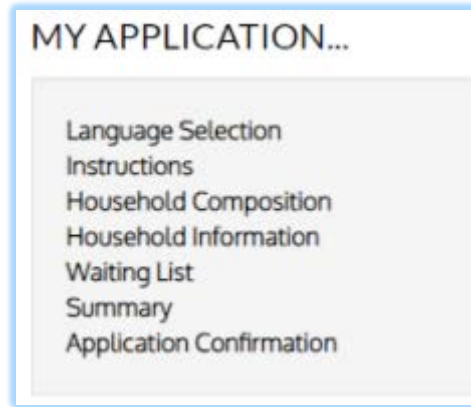 MY APPLICATION...
Language Selection
Instructions
Household Composition
Household Information
Waiting List
Summary
Application Confirmation